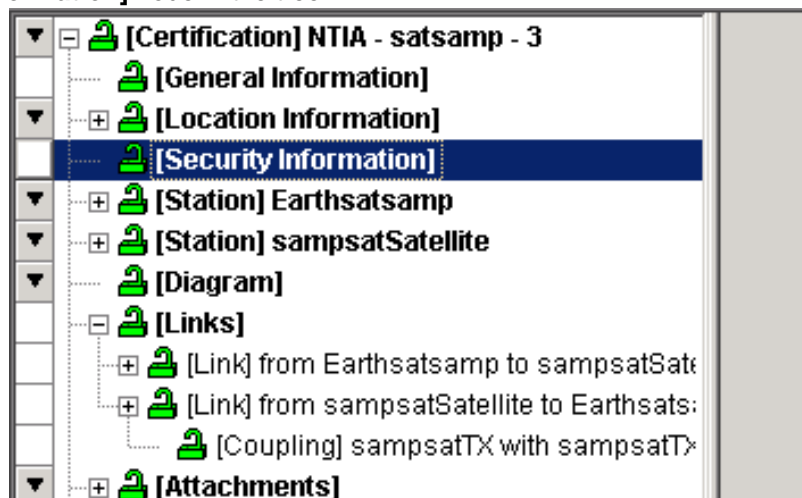 [Certification] NTIA - satsamp - 3
[General Information]
[Location Information]
[Security Information]
[Station] Earthsatsamp
[Station] sampsatSatellite
[Diagram]
[Links]
[Link] from Earthsatsamp to sampsatSate
[Link] from sampsatSatellite to Earthsats
[Coupling] sampsatTX with sampsatTX
[Attachments]